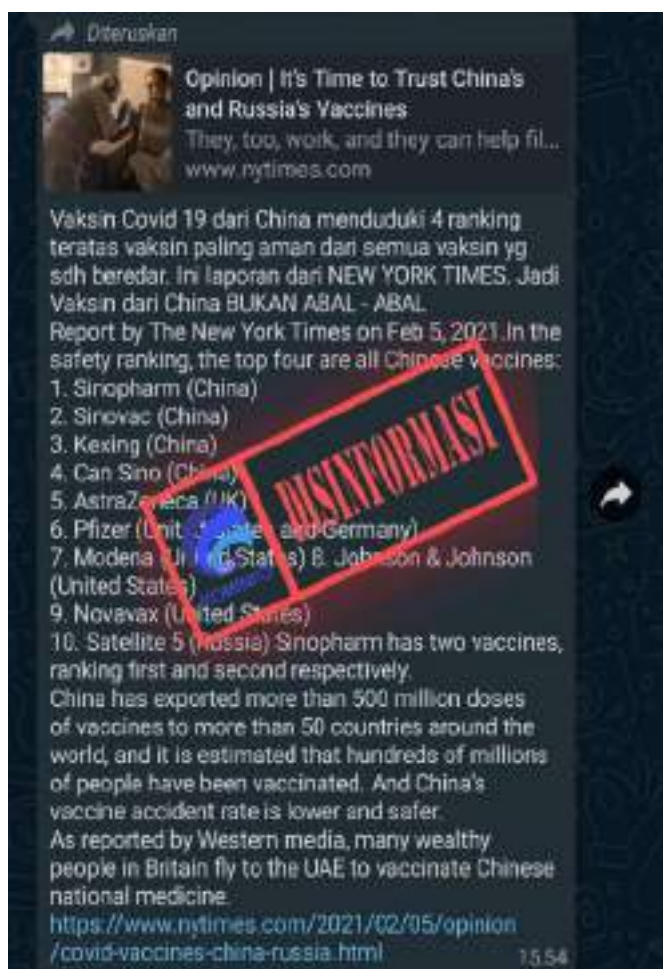 Diteruskan
Opinion | It's Time to Trust China's
and Russia's Vaccines
They, too, work, and they can help fil...
www.nytimes.com
Vaksin Covid 19 dari China menduduki 4 ranking
teratas vaksin paling aman dari semua vaksin yg
sdh beredar. Ini laporan dari NEW YORK TIMES. Jadi
Vaksin dari China BUKAN ABAL - ABAL
Report by The New York Times on Feb 5, 2021.In the
safety ranking, the top four are all Chinese vaccines:
1. Sinopharm (China)
2. Sinovac (China)
3. Kexing (China)
4. Can Sino (China)
5. AstraZeneca (UK)
6. Pfizer (United States and Germany)
7. Modena (United States) 8. Johnson & Johnson
(United States)
9. Novavax (United States)
10. Satellite 5 (Russia) Sinopharm has two vaccines,
ranking first and second respectively.
China has exported more than 500 million doses
of vaccines to more than 50 countries around the
world, and it is estimated that hundreds of millions
of people have been vaccinated. And China's
vaccine accident rate is lower and safer.
As reported by Western media, many wealthy
people in Britain fly to the UAE to vaccinate Chinese
national medicine.
https://www.nytimes.com/2021/02/05/opinion
/covid-vaccines-china-russia.html
15.54
DISINFORMASI
KOMINFO